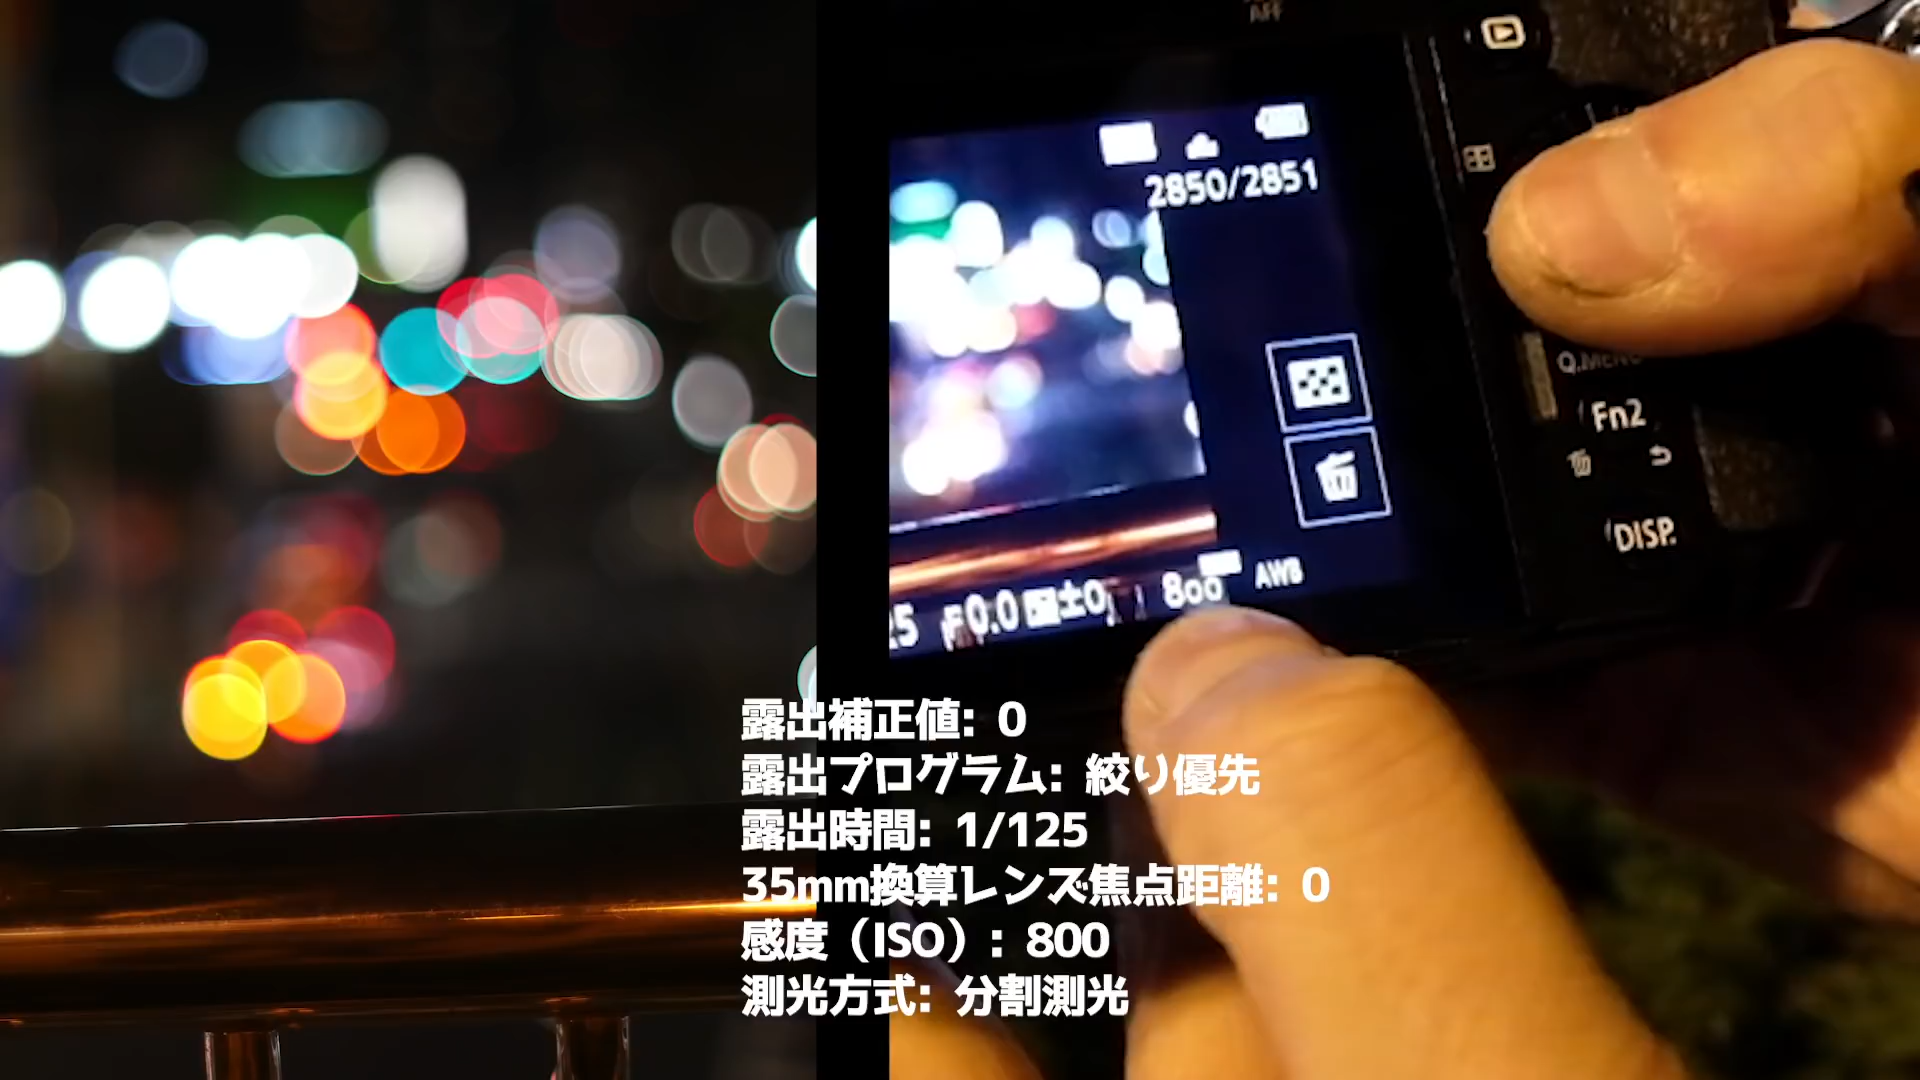 AFF
2850/2851
Q.MENU
Fn2
DISP.
F0.0 ±0 800 AWB
露出補正値: 0
露出プログラム: 絞り優先
露出時間: 1/125
35mm換算レンズ焦点距離: 0
感度（ISO）: 800
測光方式: 分割測光